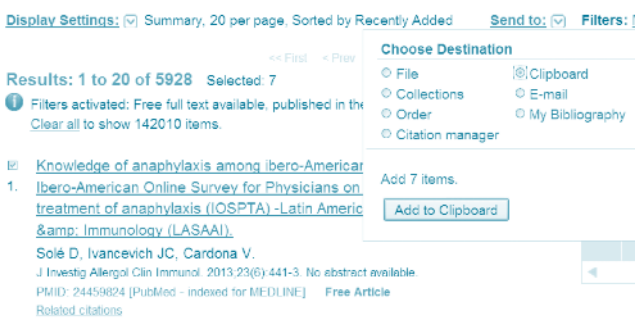 Display Settings: Summary, 20 per page, Sorted by Recently Added Send to: Filters:
<< First < Prev
Results: 1 to 20 of 5928 Selected: 7
Filters activated: Free full text available, published in the
Clear all to show 142010 items.
Choose Destination
File Clipboard
Collections E-mail
Order My Bibliography
Citation manager
Add 7 items.
Add to Clipboard
Knowledge of anaphylaxis among ibero-American
1. Ibero-American Online Survey for Physicians on
treatment of anaphylaxis (IOSPTA) -Latin Americ
&amp; Immunology (LASAAI).
Solé D, Ivancevich JC, Cardona V.
J Investig Allergol Clin Immunol. 2013;23(6):441-3. No abstract available.
PMID: 24459824 [PubMed - indexed for MEDLINE] Free Article
Related citations